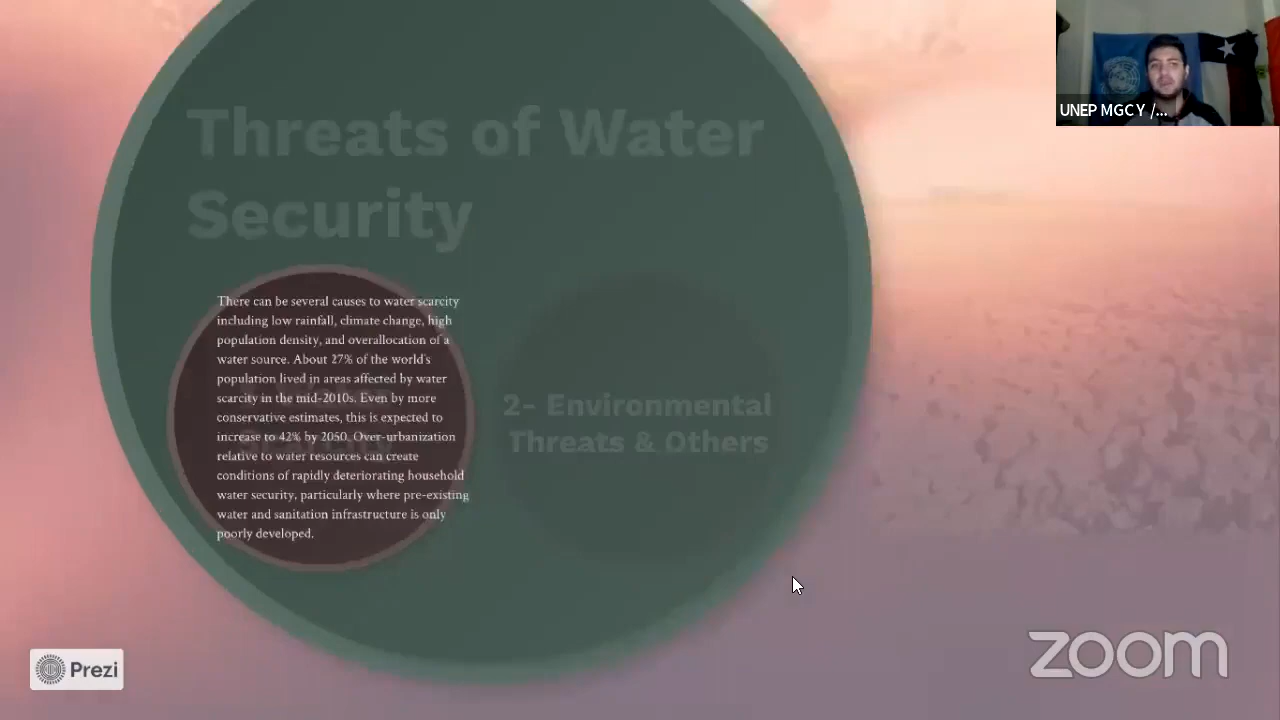 Threats of Water
Security
There can be several causes to water scarcity
including low rainfall, climate change, high
population density, and overallocation of a
water source. About 27% of the world's
population lived in areas affected by water
scarcity in the mid-2010s. Even by more
conservative estimates, this is expected to
increase to 42% by 2050. Over-urbanization
relative to water resources can create
conditions of rapidly deteriorating household
water security, particularly where pre-existing
water and sanitation infrastructure is only
poorly developed.
2- Environmental
Threats & Others
UNEP MGCY /...
Prezi
zoom